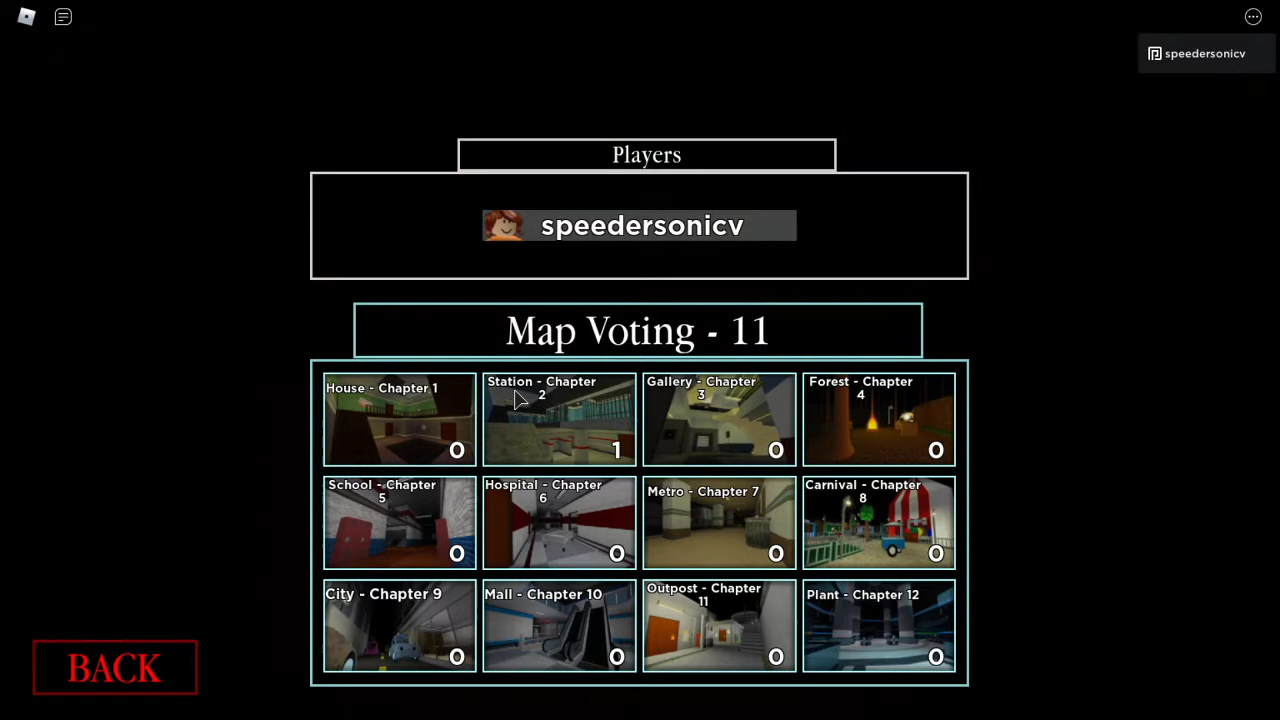 speedersonicv
Players
speedersonicv
Map Voting - 11
House - Chapter 1
0
Station - Chapter
2
1
Gallery - Chapter
3
0
Forest - Chapter
4
0
School - Chapter
5
0
Hospital - Chapter
6
0
Metro - Chapter 7
0
Carnival - Chapter
8
0
City - Chapter 9
0
Mall - Chapter 10
0
Outpost - Chapter
11
0
Plant - Chapter 12
0
BACK